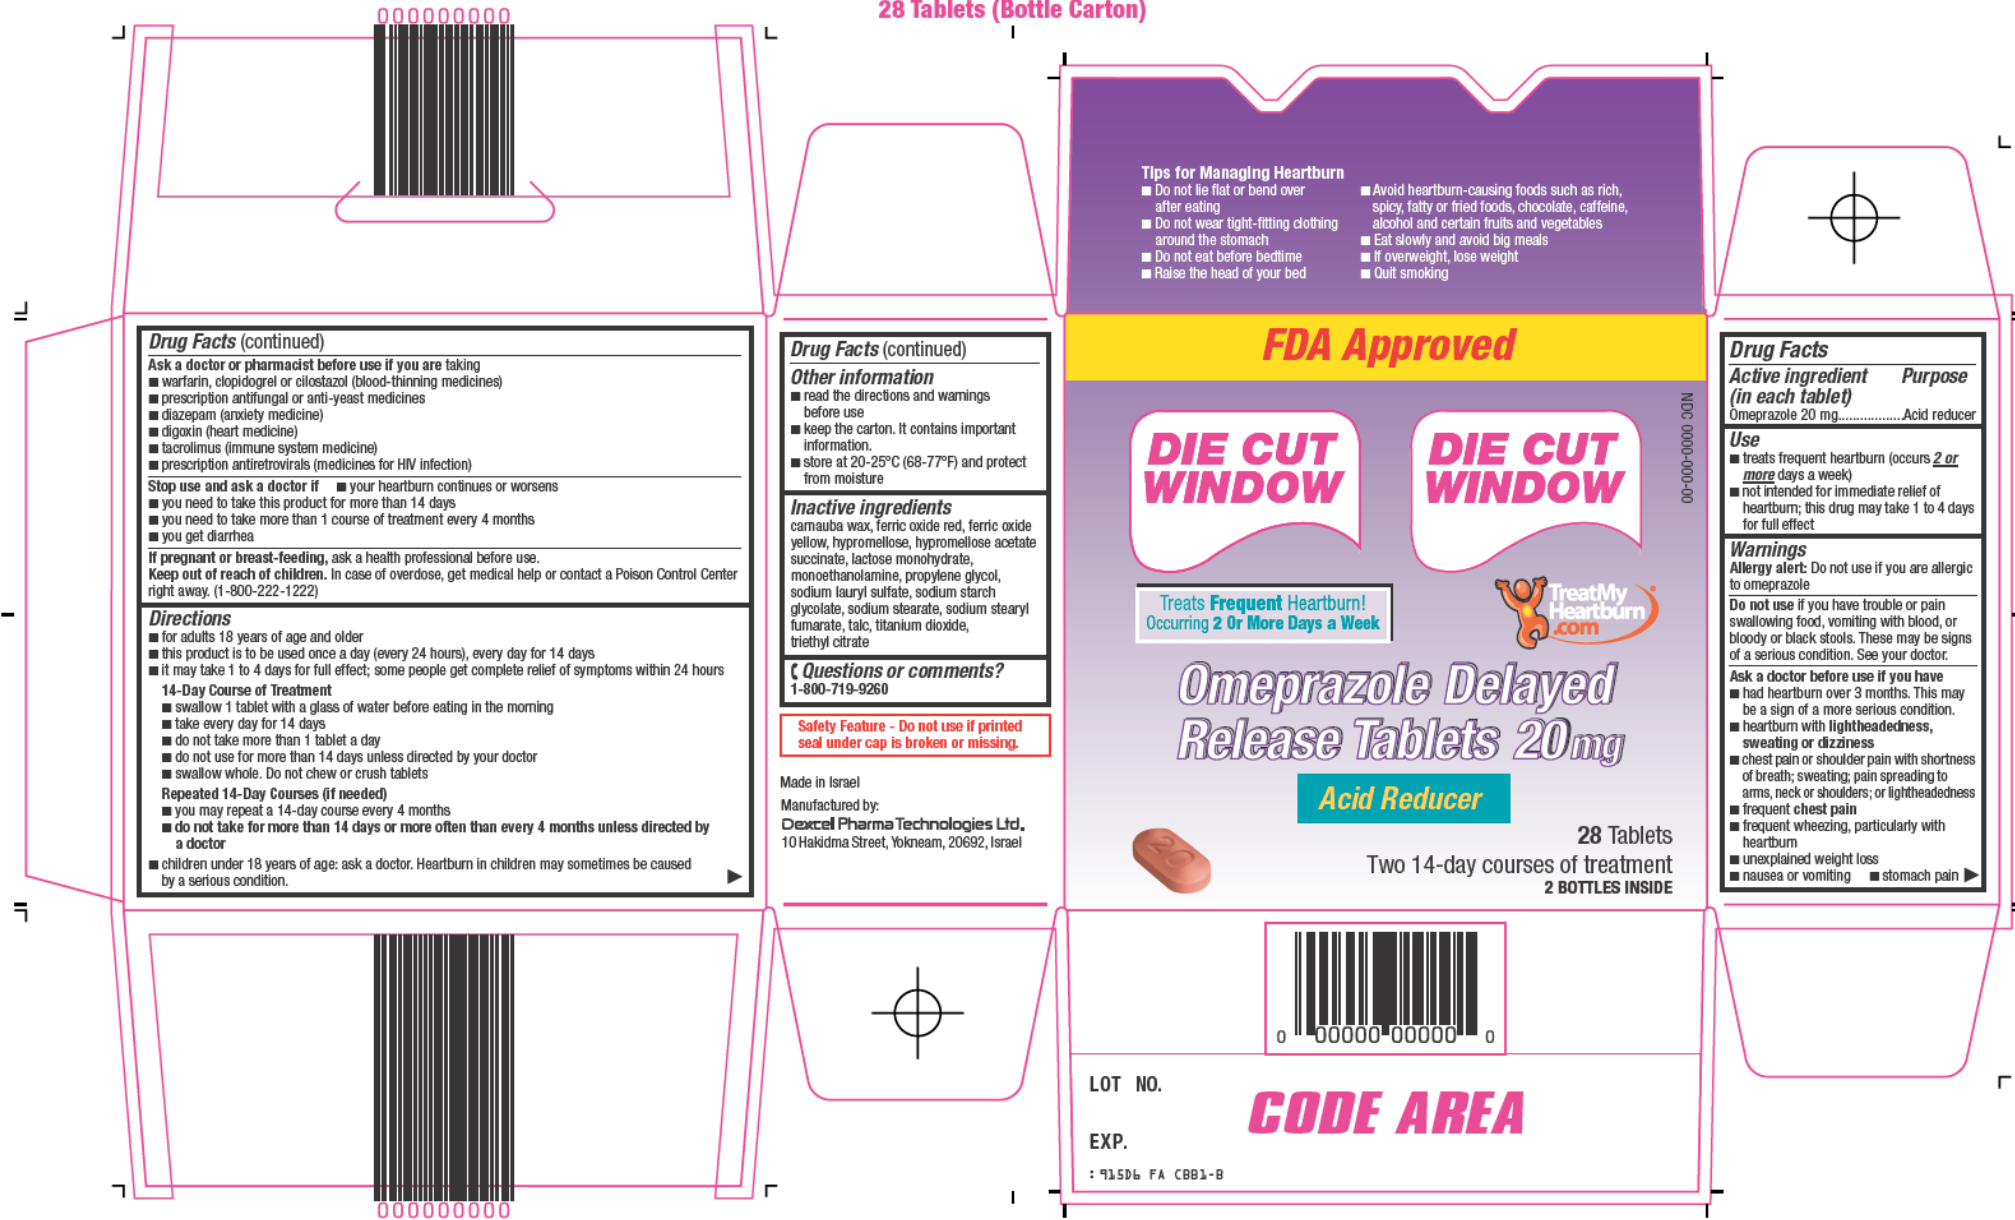 28 Tablets (Bottle Carton)
000000000
Tips for Managing Heartburn
■ Do not lie flat or bend over
after eating
■ Do not wear tight-fitting clothing
around the stomach
■ Do not eat before bedtime
■ Raise the head of your bed
■ Avoid heartburn-causing foods such as rich,
spicy, fatty or fried foods, chocolate, caffeine,
alcohol and certain fruits and vegetables
■ Eat slowly and avoid big meals
■ If overweight, lose weight
■ Quit smoking
Drug Facts (continued)
Ask a doctor or pharmacist before use if you are taking
■ warfarin, clopidogrel or cilostazol (blood-thinning medicines)
■ prescription antifungal or anti-yeast medicines
■ diazepam (anxiety medicine)
■ digoxin (heart medicine)
■ tacrolimus (immune system medicine)
■ prescription antiretrovirals (medicines for HIV infection)
Stop use and ask a doctor if ■ your heartburn continues or worsens
■ you need to take this product for more than 14 days
■ you need to take more than 1 course of treatment every 4 months
■ you get diarrhea
If pregnant or breast-feeding, ask a health professional before use.
Keep out of reach of children. In case of overdose, get medical help or contact a Poison Control Center
right away. (1-800-222-1222)
Directions
■ for adults 18 years of age and older
■ this product is to be used once a day (every 24 hours), every day for 14 days
■ it may take 1 to 4 days for full effect; some people get complete relief of symptoms within 24 hours
14-Day Course of Treatment
■ swallow 1 tablet with a glass of water before eating in the morning
■ take every day for 14 days
■ do not take more than 1 tablet a day
■ do not use for more than 14 days unless directed by your doctor
■ swallow whole. Do not chew or crush tablets
Repeated 14-Day Courses (if needed)
■ you may repeat a 14-day course every 4 months
■ do not take for more than 14 days or more often than every 4 months unless directed by
a doctor
■ children under 18 years of age: ask a doctor. Heartburn in children may sometimes be caused
by a serious condition.
Drug Facts (continued)
Other information
■ read the directions and warnings
before use
■ keep the carton. It contains important
information.
■ store at 20-25ºC (68-77ºF) and protect
from moisture
Inactive ingredients
carnauba wax, ferric oxide red, ferric oxide
yellow, hypromellose, hypromellose acetate
succinate, lactose monohydrate,
monoethanolamine, propylene glycol,
sodium lauryl sulfate, sodium starch
glycolate, sodium stearate, sodium stearyl
fumarate, talc, titanium dioxide,
triethyl citrate
Questions or comments?
1-800-719-9260
Safety Feature - Do not use if printed
seal under cap is broken or missing.
Made in Israel
Manufactured by:
Dexcel Pharma Technologies Ltd.
10 Hakidma Street, Yokneam, 20692, Israel
FDA Approved
NDC 0000-000-00
DIE CUT
WINDOW
DIE CUT
WINDOW
Treats Frequent Heartburn!
Occurring 2 Or More Days a Week
TreatMy
Heartburn
.com
Omeprazole Delayed
Release Tablets 20 mg
Acid Reducer
20
28 Tablets
Two 14-day courses of treatment
2 BOTTLES INSIDE
Drug Facts
Active ingredient Purpose
(in each tablet)
Omeprazole 20 mg..................Acid reducer
Use
■ treats frequent heartburn (occurs 2 or
more days a week)
■ not intended for immediate relief of
heartburn; this drug may take 1 to 4 days
for full effect
Warnings
Allergy alert: Do not use if you are allergic
to omeprazole
Do not use if you have trouble or pain
swallowing food, vomiting with blood, or
bloody or black stools. These may be signs
of a serious condition. See your doctor.
Ask a doctor before use if you have
■ had heartburn over 3 months. This may
be a sign of a more serious condition.
■ heartburn with lightheadedness,
sweating or dizziness
■ chest pain or shoulder pain with shortness
of breath; sweating; pain spreading to
arms, neck or shoulders; or lightheadedness
■ frequent chest pain
■ frequent wheezing, particularly with
heartburn
■ unexplained weight loss
■ nausea or vomiting ■ stomach pain
0 00000 00000 0
LOT NO.
CODE AREA
EXP.
: 915D6 FA CBB1-B
000000000